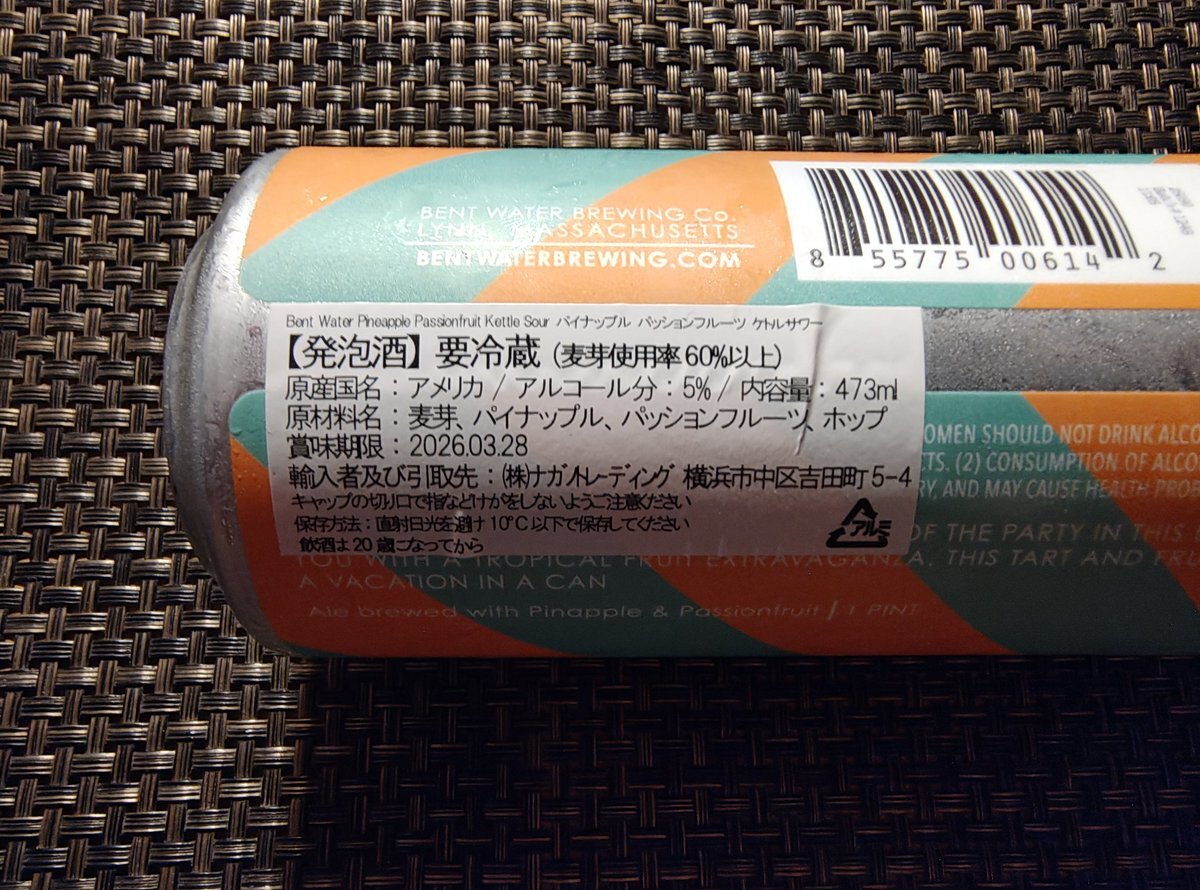 BENT WATER BREWING Co.
LYNN, MASSACHUSETTS
BENTWATERBREWING.COM
8 55775 00614 2
Bent Water Pineapple Passionfruit Kettle Sour パイナップル パッションフルーツ ケトルサワー
【発泡酒】要冷蔵（麦芽使用率60%以上）
原産国名：アメリカ / アルコール分：5% / 内容量：473ml
原材料名：麦芽、パイナップル、パッションフルーツ、ホップ
賞味期限：2026.03.28
輸入者及び引取先：㈱ナガノトレーディング 横浜市中区吉田町5-4
キャップの切り口で指などけがをしないようご注意ください
保存方法：直射日光を避け10℃以下で保存してください
飲酒は20歳になってから
アルミ
OMEN SHOULD NOT DRINK ALCO
TS. (2) CONSUMPTION OF ALCO
RY, AND MAY CAUSE HEALTH PROB
OF THE PARTY IN THIS
YOU WITH A TROPICAL FRUIT EXTRAVAGANZA. THIS TART AND FR
A VACATION IN A CAN
Ale brewed with Pinapple & Passionfruit / 1 PINT